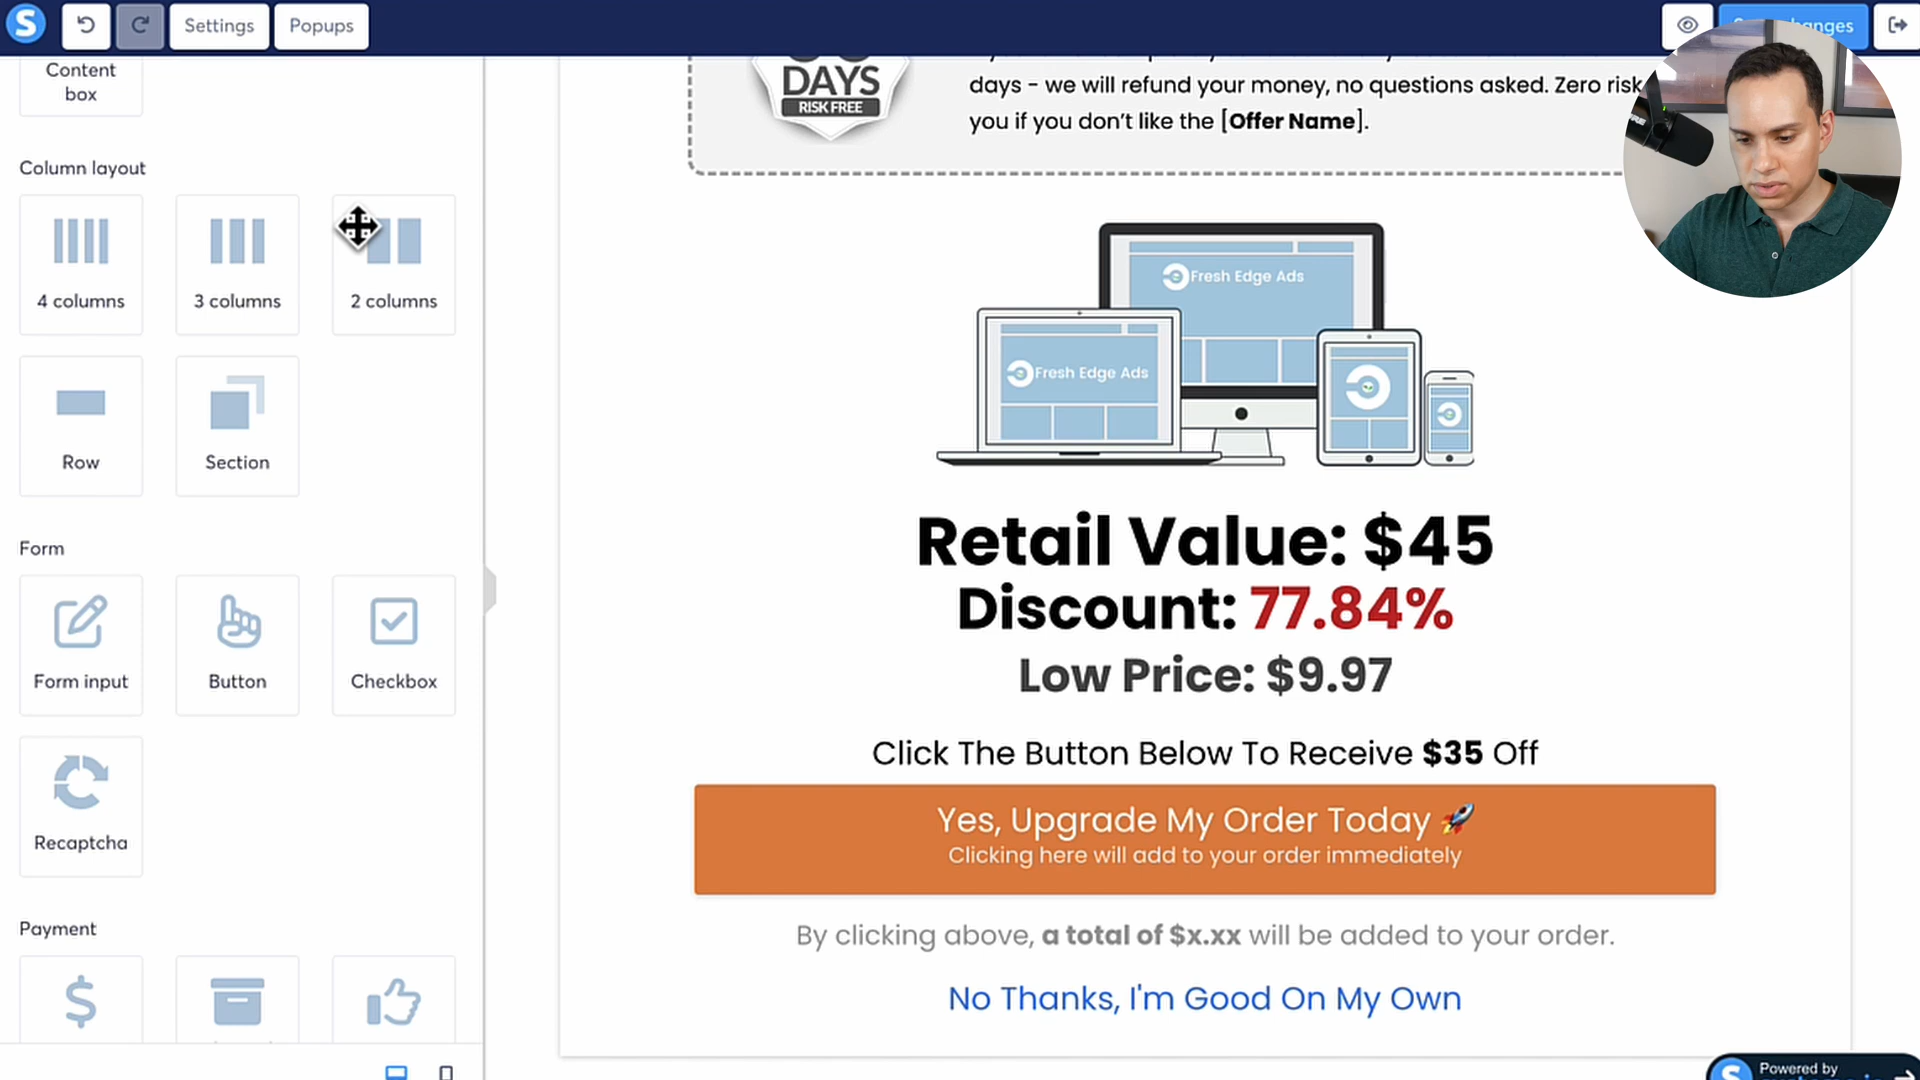 S
Settings
Popups
Content
box
Column layout
4 columns
3 columns
2 columns
Row
Section
Form
Form input
Button
Checkbox
Recaptcha
Payment
DAYS
RISK FREE
days - we will refund your money, no questions asked. Zero risk
you if you don't like the [Offer Name].
Fresh Edge Ads
Fresh Edge Ads
Retail Value: $45
Discount: 77.84%
Low Price: $9.97
Click The Button Below To Receive $35 Off
Yes, Upgrade My Order Today 🚀
Clicking here will add to your order immediately
By clicking above, a total of $x.xx will be added to your order.
No Thanks, I'm Good On My Own
S
Powered by